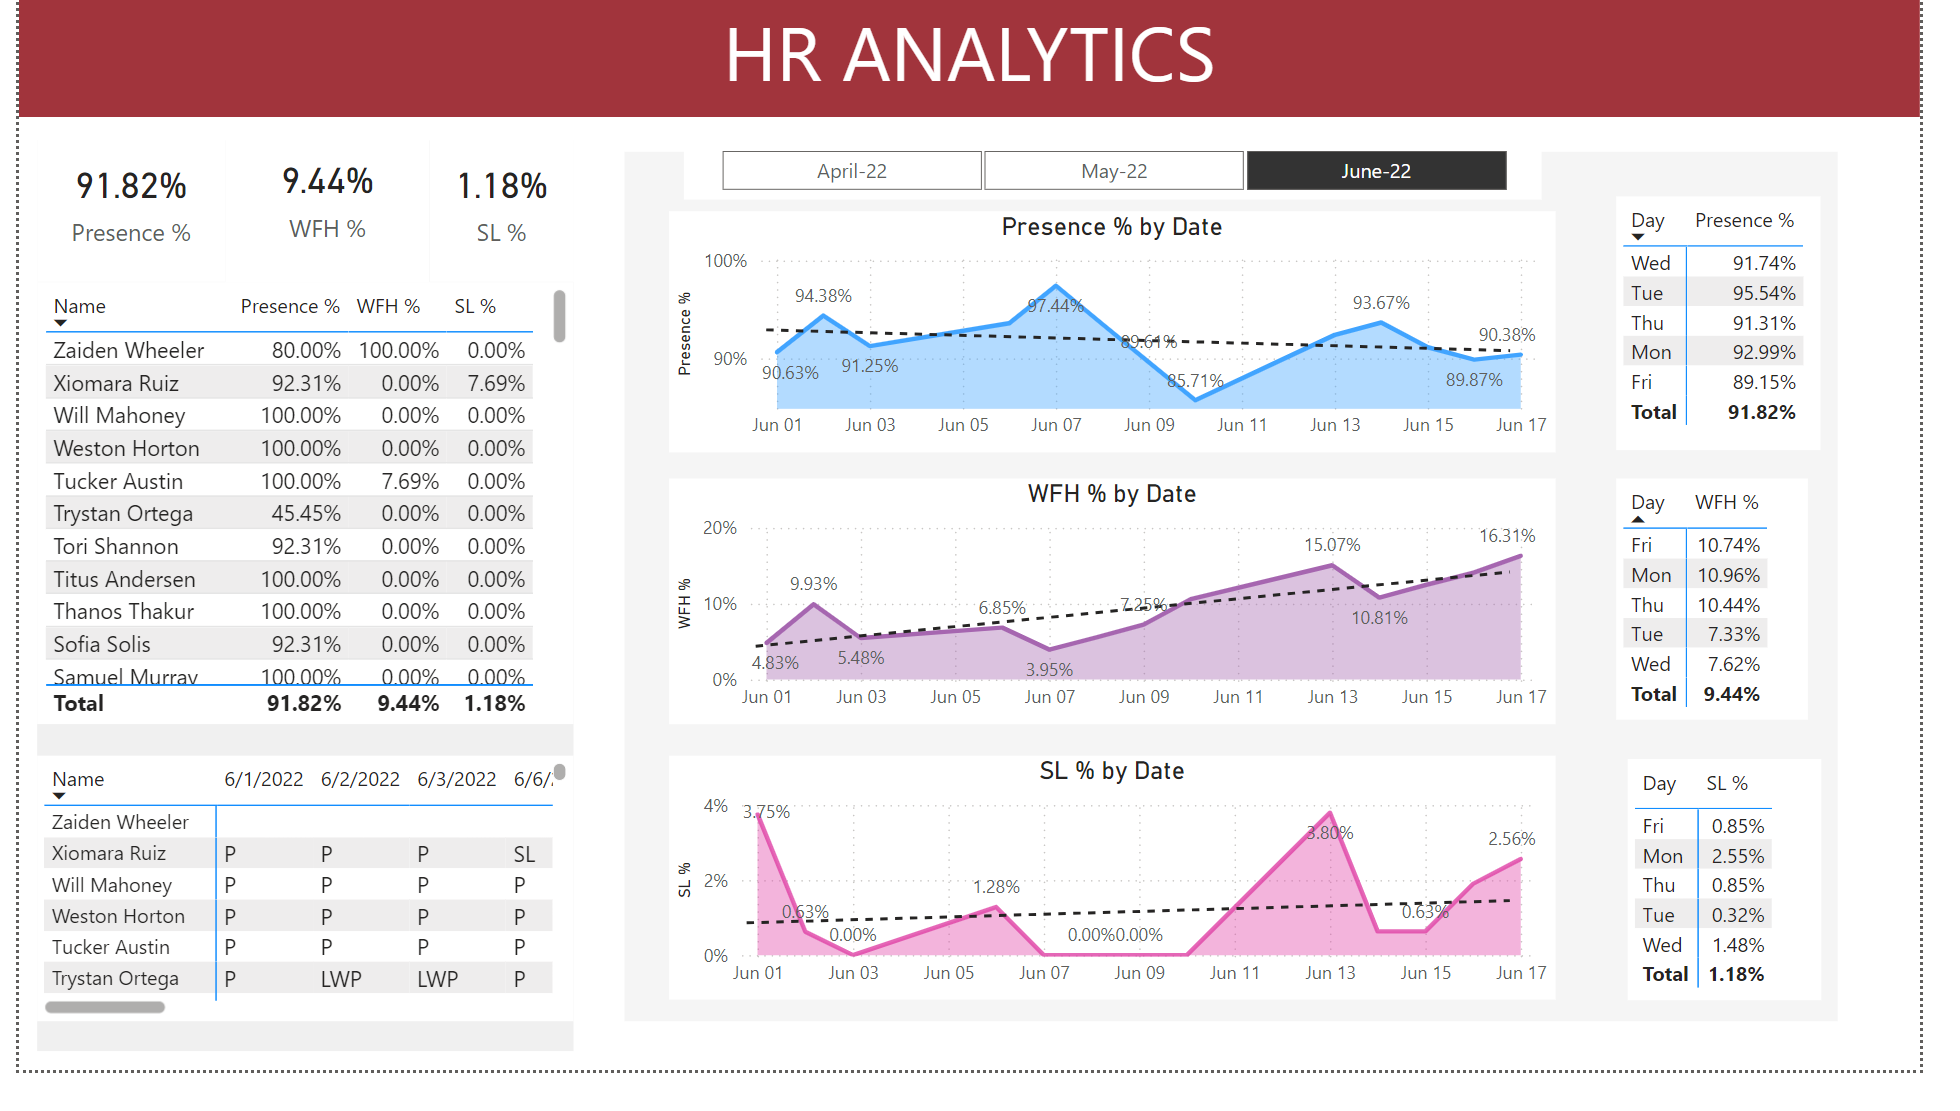 HR ANALYTICS
91.82%
Presence %
9.44%
WFH %
1.18%
SL %
Name Presence % WFH % SL %
Zaiden Wheeler 80.00% 100.00% 0.00%
Xiomara Ruiz 92.31% 0.00% 7.69%
Will Mahoney 100.00% 0.00% 0.00%
Weston Horton 100.00% 0.00% 0.00%
Tucker Austin 100.00% 7.69% 0.00%
Trystan Ortega 45.45% 0.00% 0.00%
Tori Shannon 92.31% 0.00% 0.00%
Titus Andersen 100.00% 0.00% 0.00%
Thanos Thakur 100.00% 0.00% 0.00%
Sofia Solis 92.31% 0.00% 0.00%
Samuel Murray 100.00% 0.00% 0.00%
Total 91.82% 9.44% 1.18%
Name 6/1/2022 6/2/2022 6/3/2022 6/6/
Zaiden Wheeler
Xiomara Ruiz P P P SL
Will Mahoney P P P P
Weston Horton P P P P
Tucker Austin P P P P
Trystan Ortega P LWP LWP P
April-22 May-22 June-22
Presence % by Date
Presence %
100%
90%
90.63%
94.38%
91.25%
97.44%
89.61%
85.71%
93.67%
89.87%
90.38%
Jun 01 Jun 03 Jun 05 Jun 07 Jun 09 Jun 11 Jun 13 Jun 15 Jun 17
WFH % by Date
WFH %
20%
10%
0%
4.83%
9.93%
5.48%
6.85%
3.95%
7.25%
15.07%
10.81%
16.31%
Jun 01 Jun 03 Jun 05 Jun 07 Jun 09 Jun 11 Jun 13 Jun 15 Jun 17
SL % by Date
SL %
4%
2%
0%
3.75%
0.63%
0.00%
1.28%
0.00%
0.00%
3.80%
0.63%
2.56%
Jun 01 Jun 03 Jun 05 Jun 07 Jun 09 Jun 11 Jun 13 Jun 15 Jun 17
Day Presence %
Wed 91.74%
Tue 95.54%
Thu 91.31%
Mon 92.99%
Fri 89.15%
Total 91.82%
Day WFH %
Fri 10.74%
Mon 10.96%
Thu 10.44%
Tue 7.33%
Wed 7.62%
Total 9.44%
Day SL %
Fri 0.85%
Mon 2.55%
Thu 0.85%
Tue 0.32%
Wed 1.48%
Total 1.18%